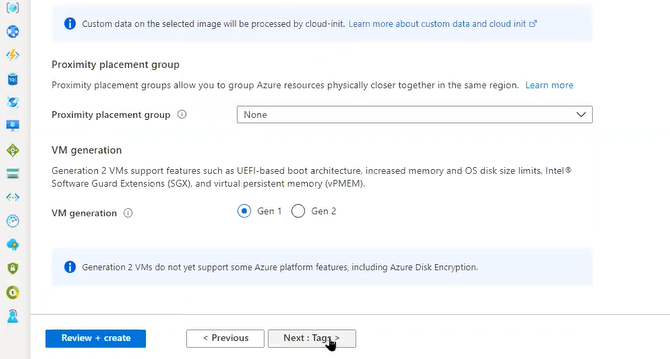 Custom data on the selected image will be processed by cloud-init. Learn more about custom data and cloud init
Proximity placement group
Proximity placement groups allow you to group Azure resources physically closer together in the same region. Learn more
Proximity placement group
None
VM generation
Generation 2 VMs support features such as UEFI-based boot architecture, increased memory and OS disk size limits, Intel®
Software Guard Extensions (SGX), and virtual persistent memory (vPMEM).
VM generation
Gen 1
Gen 2
Generation 2 VMs do not yet support some Azure platform features, including Azure Disk Encryption.
Review + create
< Previous
Next : Tags >